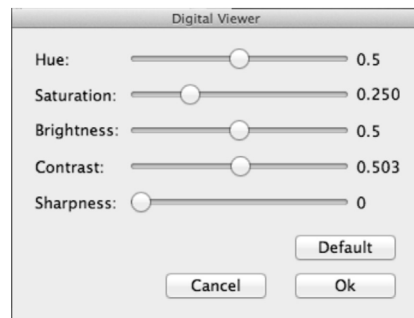 Digital Viewer
Hue: 0.5
Saturation: 0.250
Brightness: 0.5
Contrast: 0.503
Sharpness: 0
Default
Cancel Ok